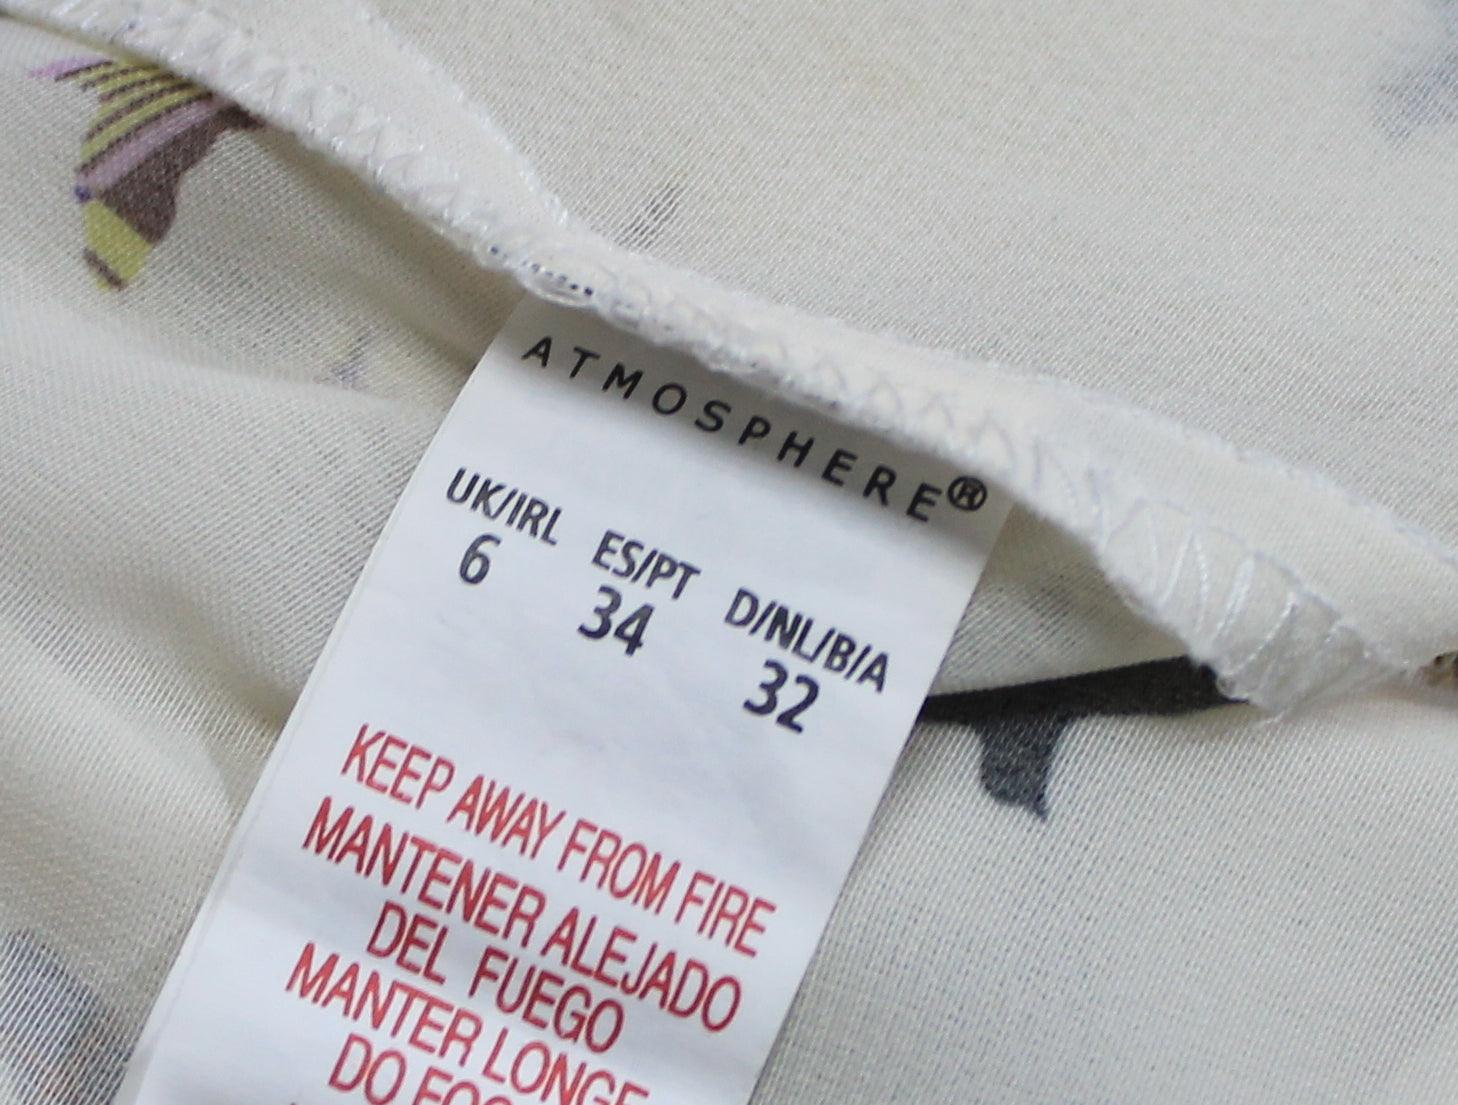 ATMOSPHERE®
UK/IRL ES/PT D/NL/B/A
6 34 32
KEEP AWAY FROM FIRE
MANTENER ALEJADO
DEL FUEGO
MANTER LONGE
DO